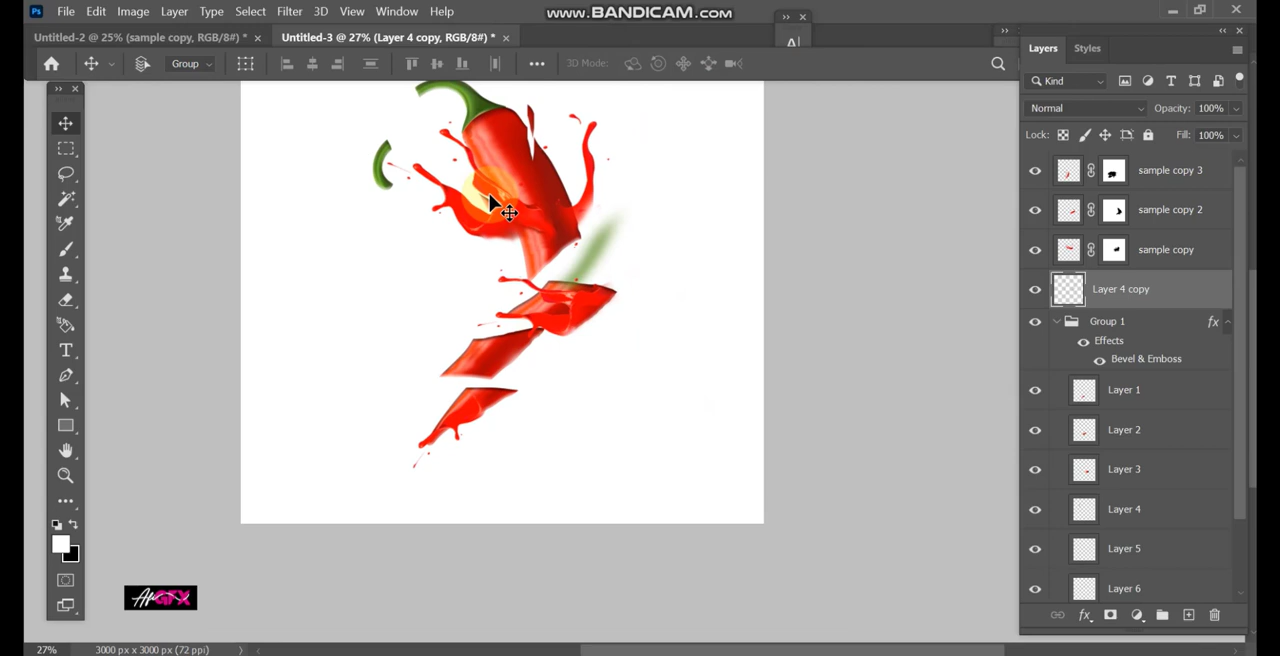 Ps File Edit Image Layer Type Select Filter 3D View Window Help
www.BANDICAM.com
Untitled-2 @ 25% (sample copy, RGB/8#) * × Untitled-3 @ 27% (Layer 4 copy, RGB/8#) * ×
Group
3D Mode:
Layers Styles
Kind
Normal Opacity: 100%
Lock: Fill: 100%
sample copy 3
sample copy 2
sample copy
Layer 4 copy
Group 1 fx
Effects
Bevel & Emboss
Layer 1
Layer 2
Layer 3
Layer 4
Layer 5
Layer 6
fx
GFX
27% 3000 px x 3000 px (72 ppi)